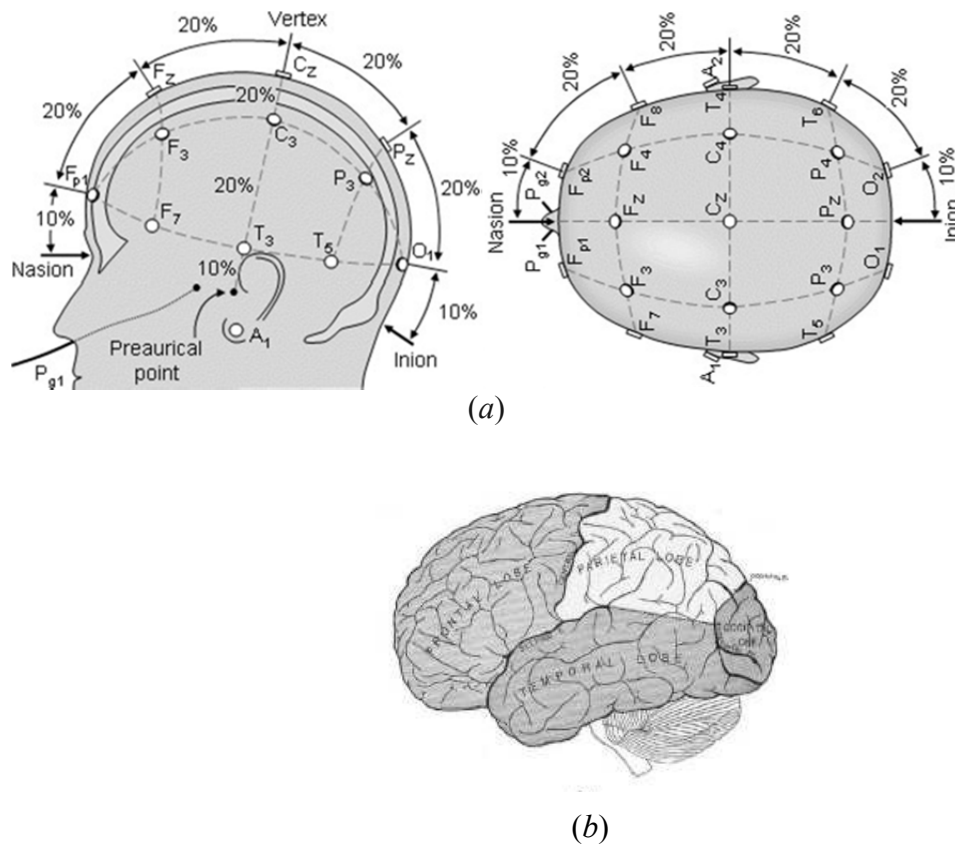 20%
Vertex
20%
Fz
Cz
20%
20%
20%
F3
C3
Pz
Fp1
P3
20%
20%
10%
F7
T3
T5
O1
Nasion
10%
10%
A1
Preaurical
point
Inion
Pg1
20%
20%
20%
20%
A2
F8
T4
T6
10%
10%
Pg2
Fp2
F4
C4
P4
O2
Nasion
Fz
Cz
Pz
Inion
Pg1
Fp1
F3
C3
P3
O1
F7
T3
T5
A1
(a)
FRONTAL LOBE
PARIETAL LOBE
TEMPORAL LOBE
(b)